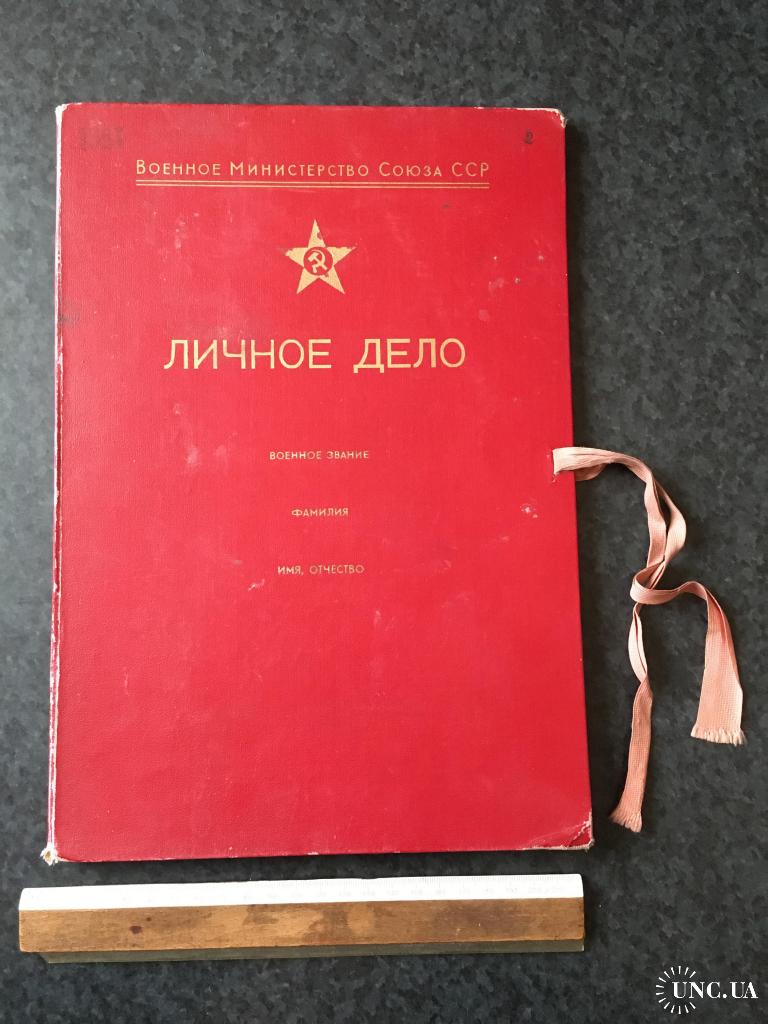 2
Военное Министерство Союза ССР
ЛИЧНОЕ ДЕЛО
ВОЕННОЕ ЗВАНИЕ
ФАМИЛИЯ
ИМЯ, ОТЧЕСТВО
UNC.UA